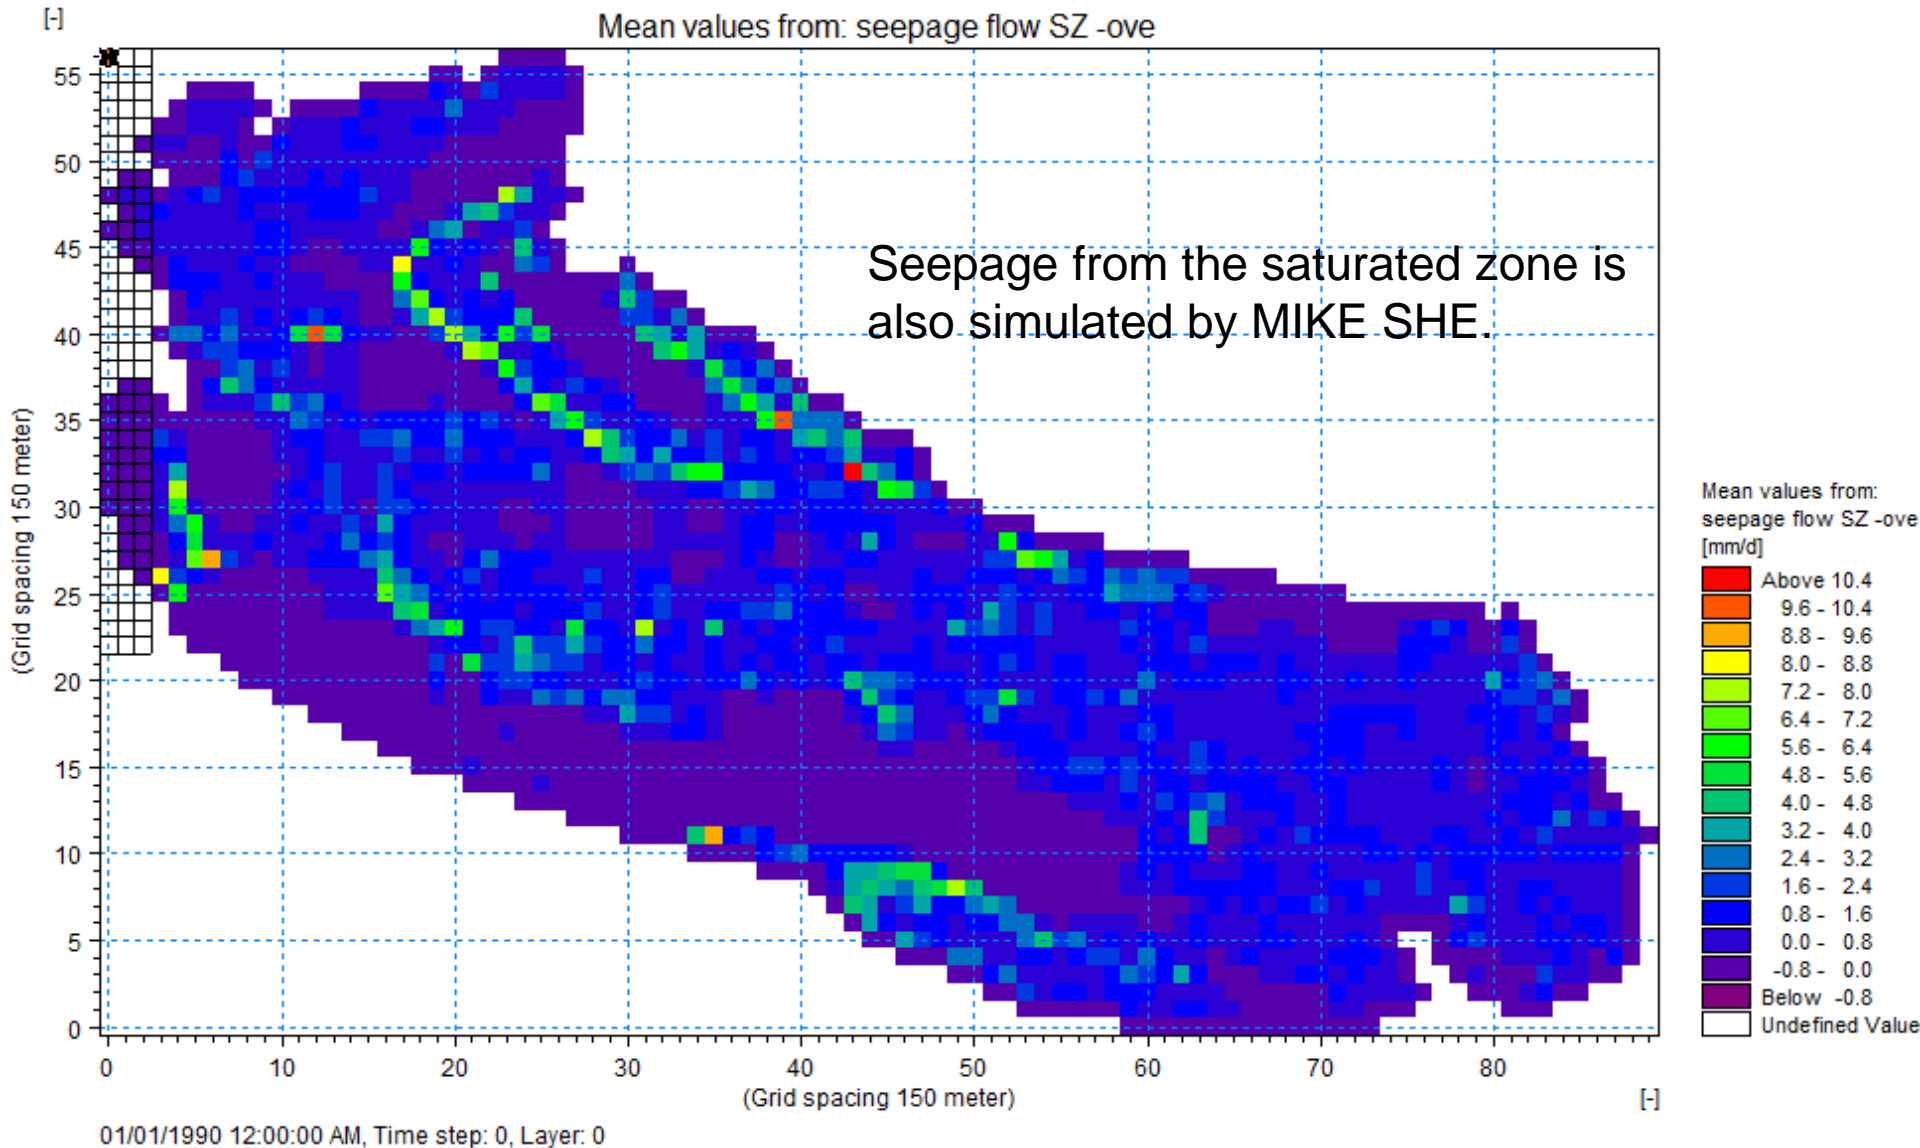 [-]
Mean values from: seepage flow SZ -ove
Seepage from the saturated zone is
also simulated by MIKE SHE.
(Grid spacing 150 meter)
55
50
45
40
35
30
25
20
15
10
5
0
0 10 20 30 40 50 60 70 80
(Grid spacing 150 meter) [-]
01/01/1990 12:00:00 AM, Time step: 0, Layer: 0
Mean values from:
seepage flow SZ -ove
[mm/d]
Above 10.4
9.6 - 10.4
8.8 - 9.6
8.0 - 8.8
7.2 - 8.0
6.4 - 7.2
5.6 - 6.4
4.8 - 5.6
4.0 - 4.8
3.2 - 4.0
2.4 - 3.2
1.6 - 2.4
0.8 - 1.6
0.0 - 0.8
-0.8 - 0.0
Below -0.8
Undefined Value